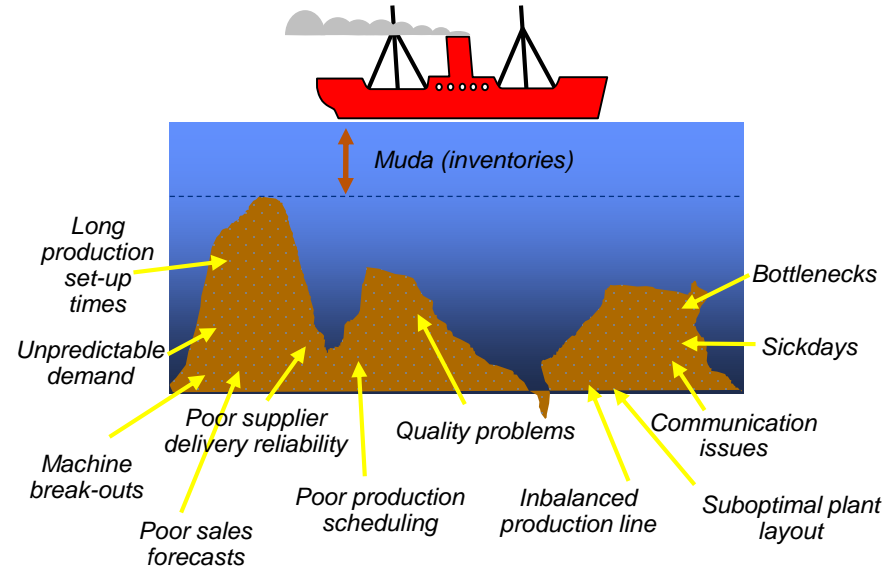 Muda (inventories)
Long
production
set-up
times
Unpredictable
demand
Machine
break-outs
Poor sales
forecasts
Poor supplier
delivery reliability
Poor production
scheduling
Quality problems
Inbalanced
production line
Suboptimal plant
layout
Communication
issues
Sickdays
Bottlenecks